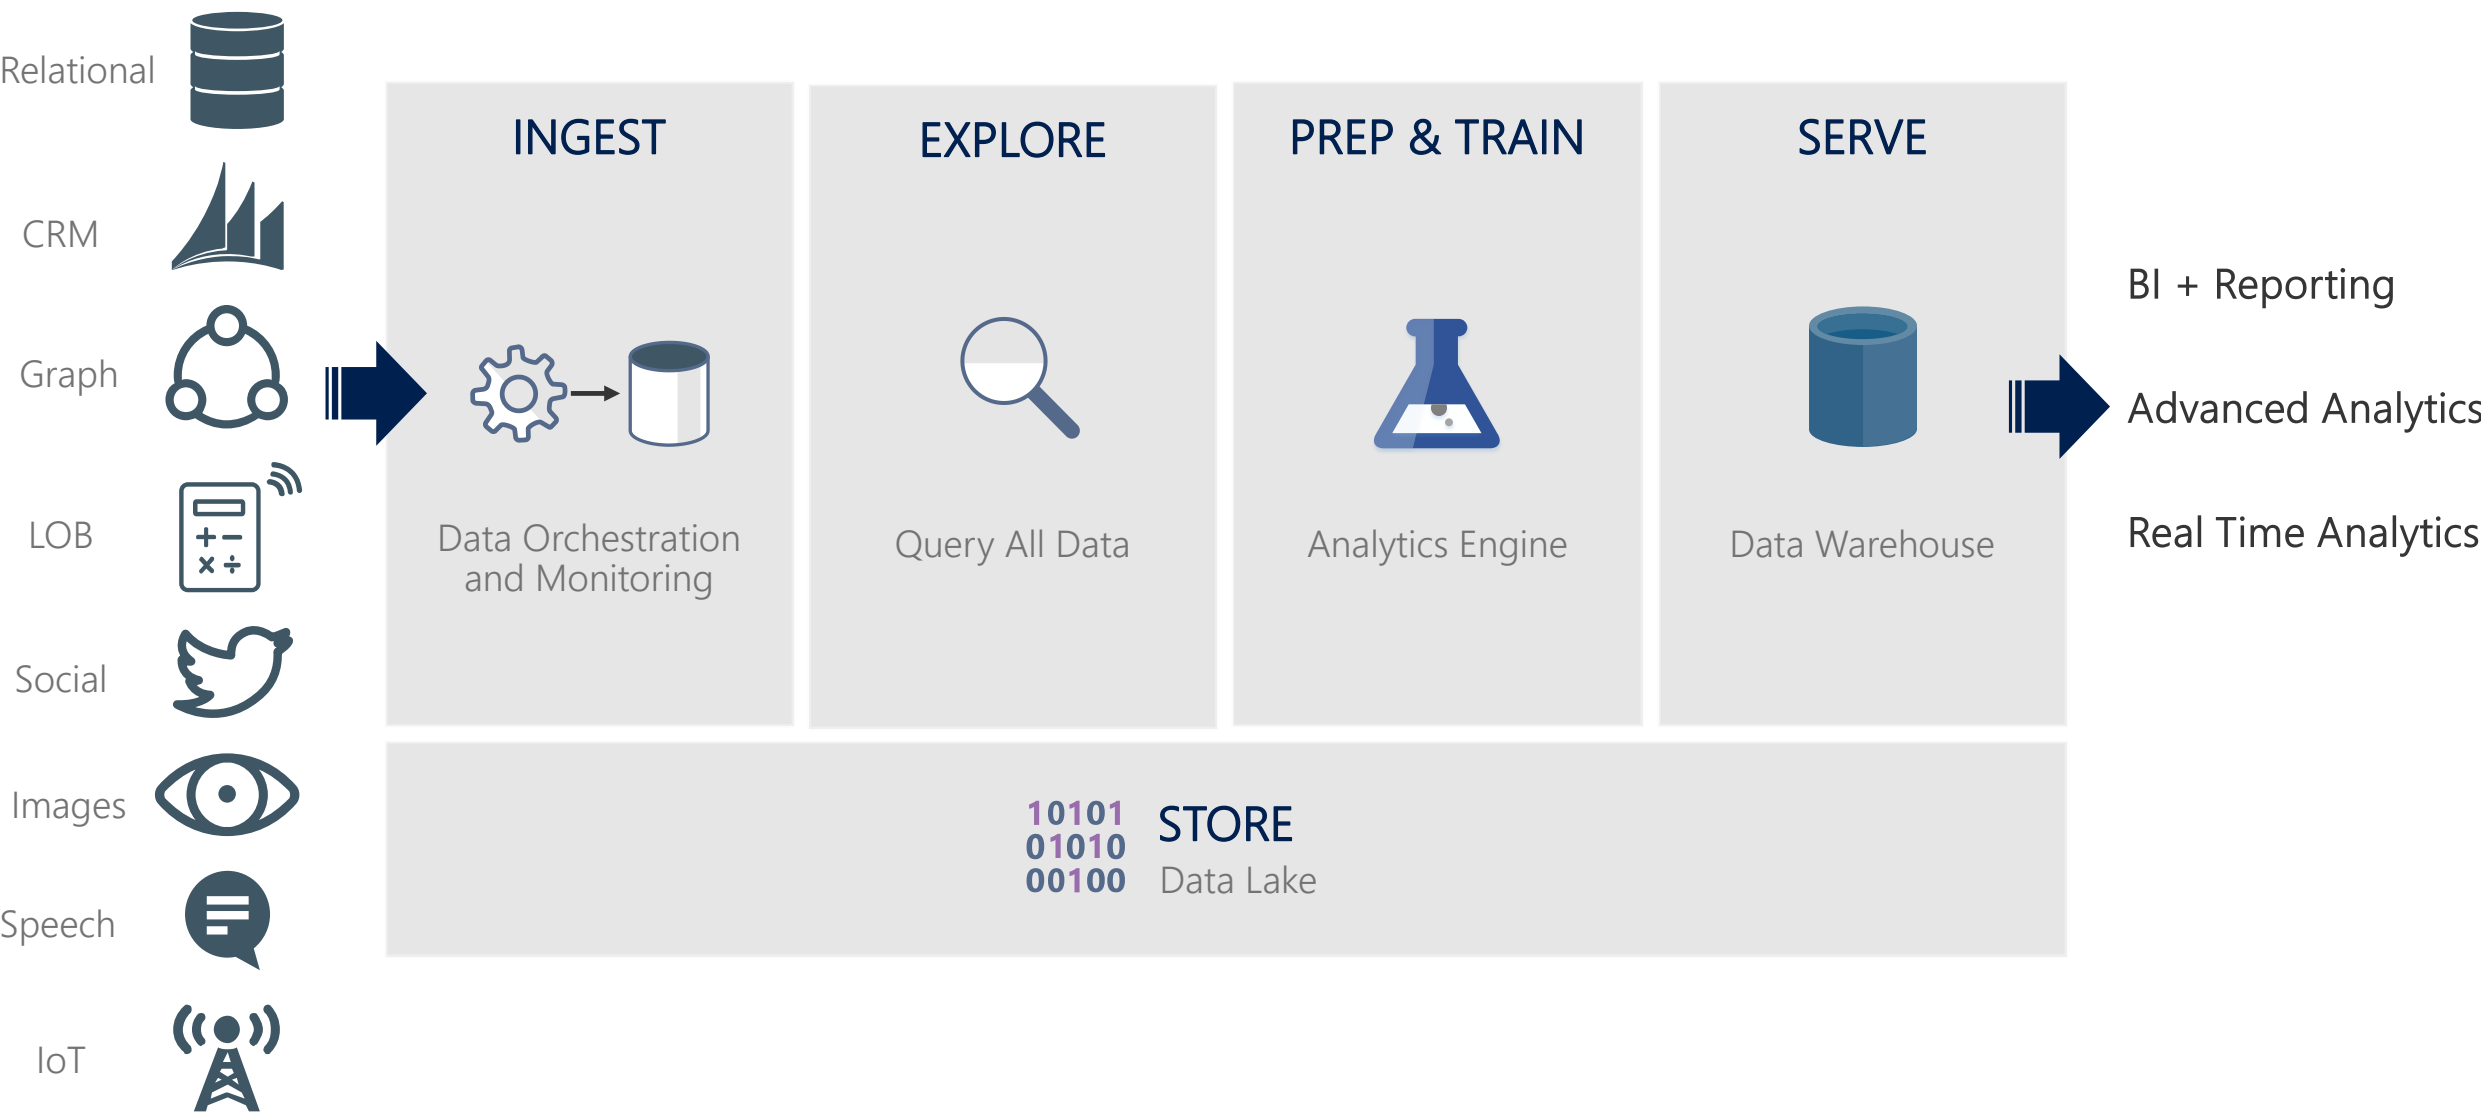 Relational
CRM
Graph
LOB
Social
Images
Speech
IoT
INGEST
Data Orchestration
and Monitoring
EXPLORE
Query All Data
PREP & TRAIN
Analytics Engine
SERVE
Data Warehouse
10101
01010
00100
STORE
Data Lake
BI + Reporting
Advanced Analytics
Real Time Analytics